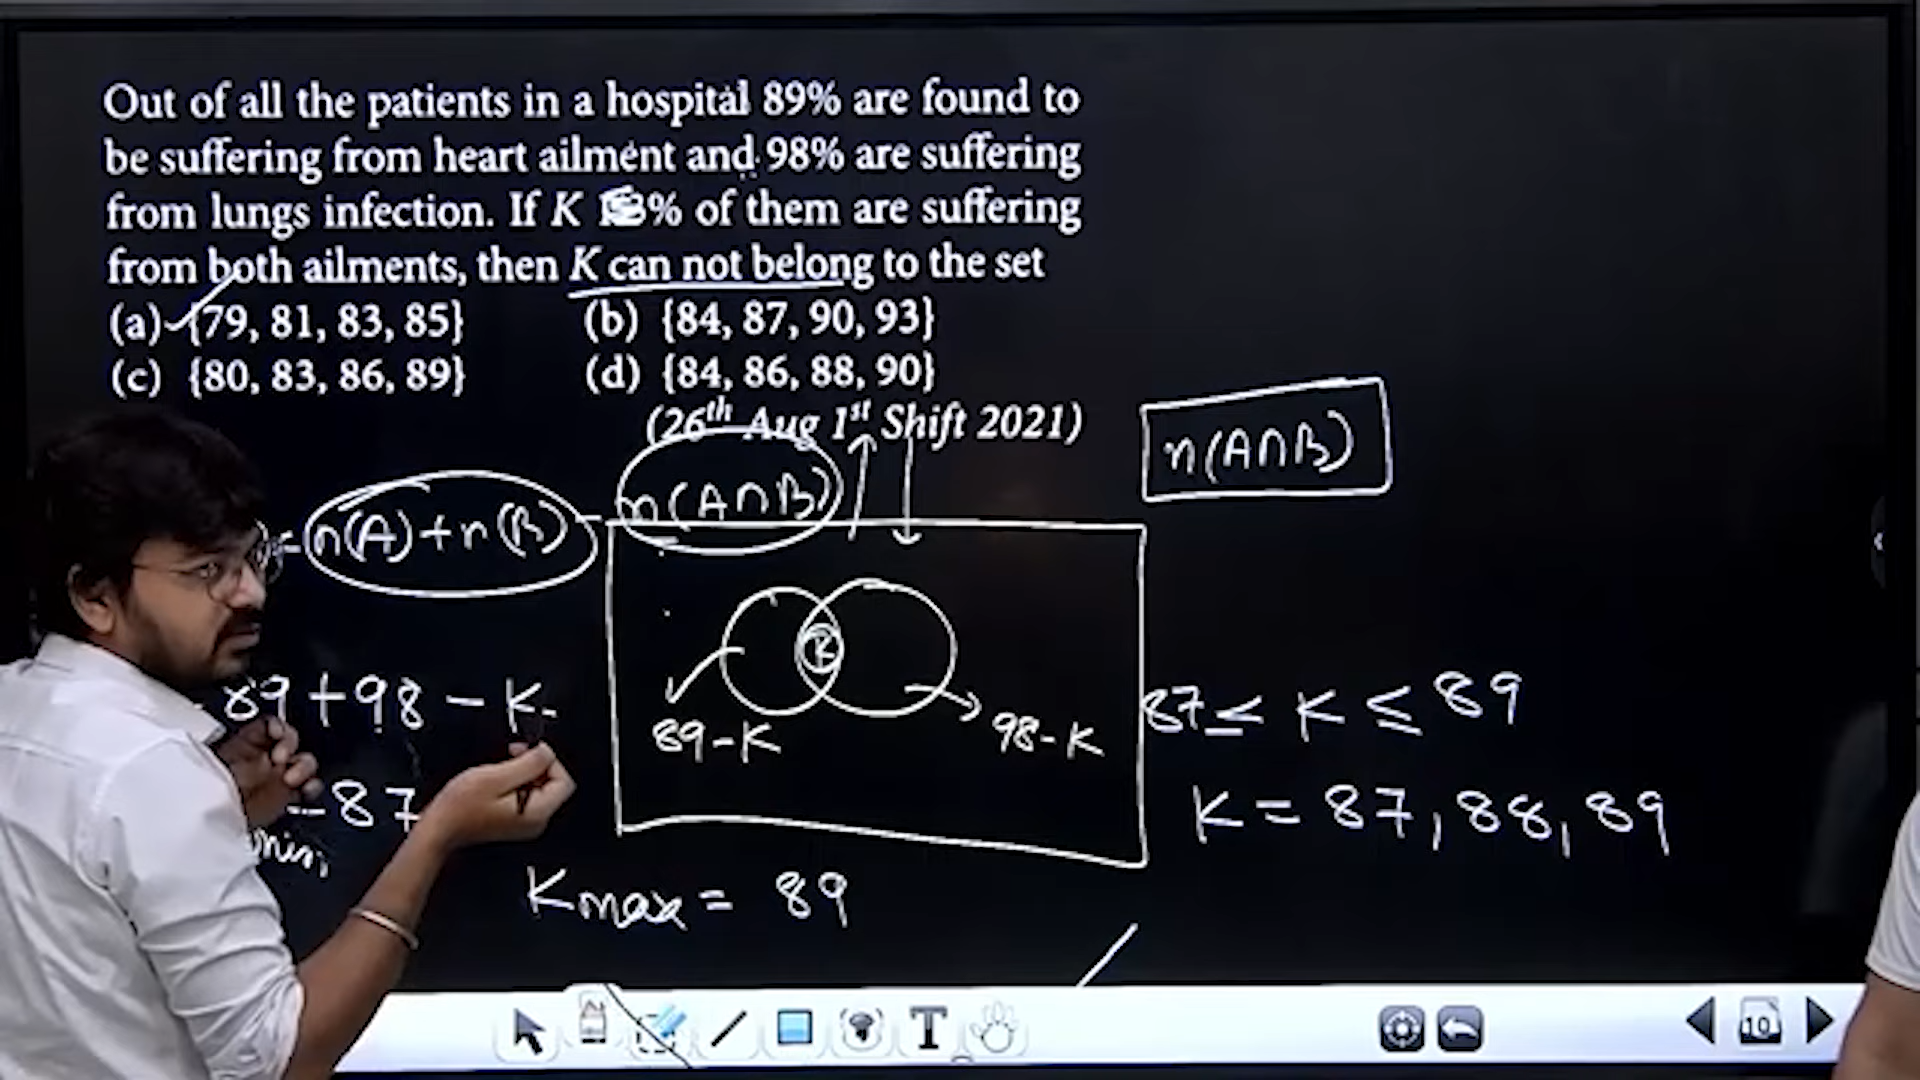 Out of all the patients in a hospital 89% are found to
be suffering from heart ailment and 98% are suffering
from lungs infection. If K % of them are suffering
from both ailments, then K can not belong to the set
(a) {79, 81, 83, 85} (b) {84, 87, 90, 93}
(c) {80, 83, 86, 89} (d) {84, 86, 88, 90}
(26th Aug 1st Shift 2021)
n(A∩B)
= n(A) + n(B) - n(A∩B)
K
89 + 98 - K
89-K
98-K
87 ≤ K ≤ 89
87
min
K = 87, 88, 89
Kmax = 89
T
10